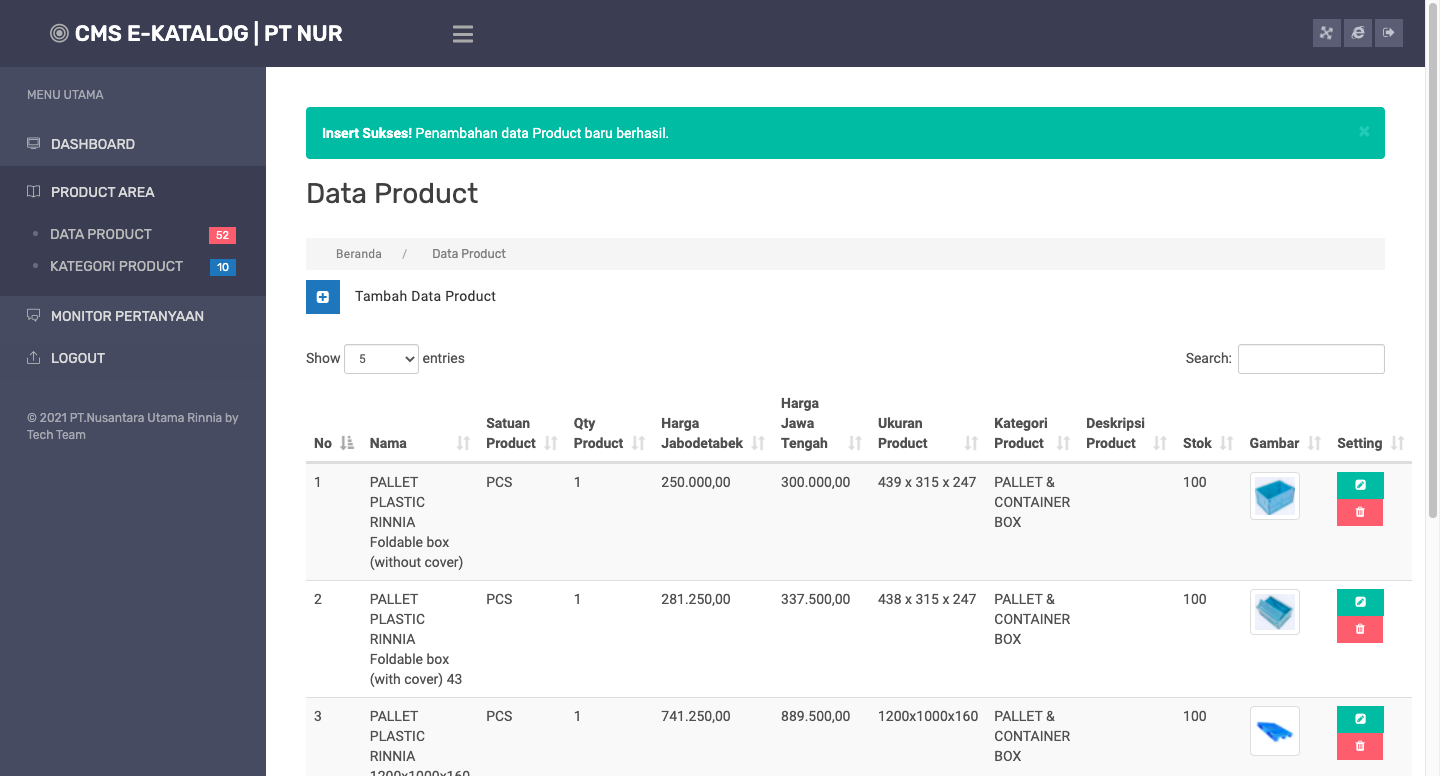 CMS E-KATALOG | PT NUR
MENU UTAMA
DASHBOARD
PRODUCT AREA
DATA PRODUCT 52
KATEGORI PRODUCT 10
MONITOR PERTANYAAN
LOGOUT
© 2021 PT.Nusantara Utama Rinnia by
Tech Team
Insert Sukses! Penambahan data Product baru berhasil. ×
Data Product
Beranda / Data Product
Tambah Data Product
Show 5 entries
Search:
No Nama Satuan Product Qty Product Harga Jabodetabek Harga Jawa Tengah Ukuran Product Kategori Product Deskripsi Product Stok Gambar Setting
1 PALLET PLASTIC RINNIA Foldable box (without cover) PCS 1 250.000,00 300.000,00 439 x 315 x 247 PALLET & CONTAINER BOX 100
2 PALLET PLASTIC RINNIA Foldable box (with cover) 43 PCS 1 281.250,00 337.500,00 438 x 315 x 247 PALLET & CONTAINER BOX 100
3 PALLET PLASTIC RINNIA 1200x1000x160 PCS 1 741.250,00 889.500,00 1200x1000x160 PALLET & CONTAINER BOX 100